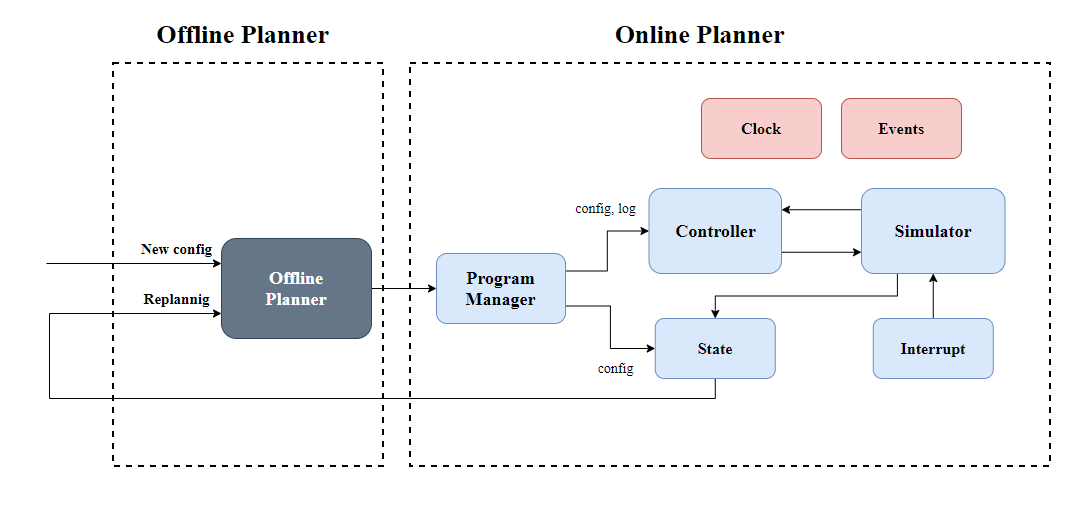 Offline Planner
Online Planner
Clock
Events
config, log
Controller
Simulator
New config
Offline
Planner
Program
Manager
Replannig
State
Interrupt
config